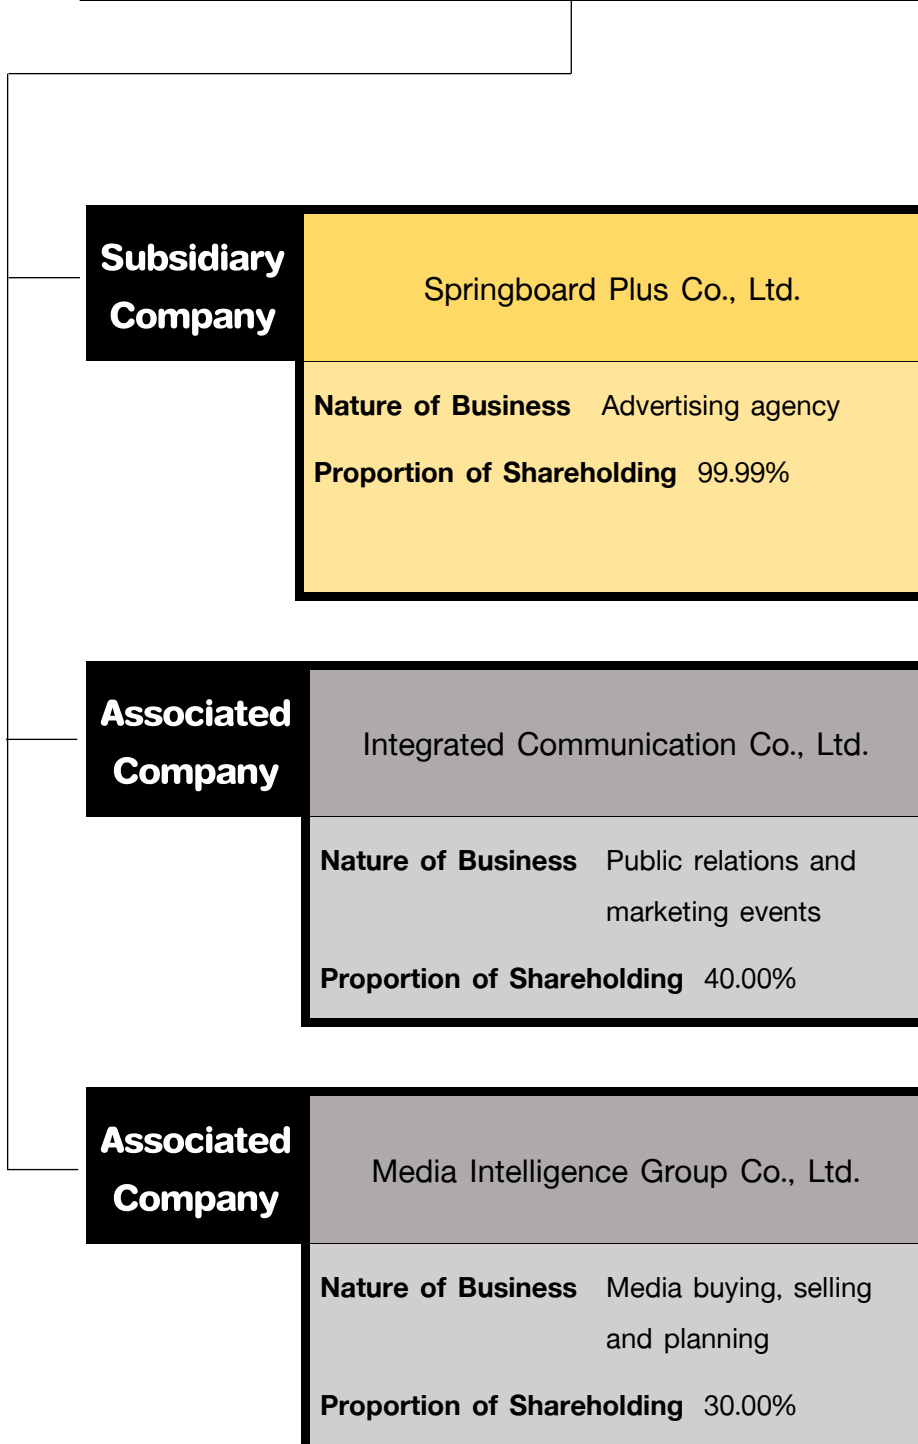 Subsidiary
Company
Springboard Plus Co., Ltd.
Nature of Business Advertising agency
Proportion of Shareholding 99.99%
Associated
Company
Integrated Communication Co., Ltd.
Nature of Business Public relations and
marketing events
Proportion of Shareholding 40.00%
Associated
Company
Media Intelligence Group Co., Ltd.
Nature of Business Media buying, selling
and planning
Proportion of Shareholding 30.00%